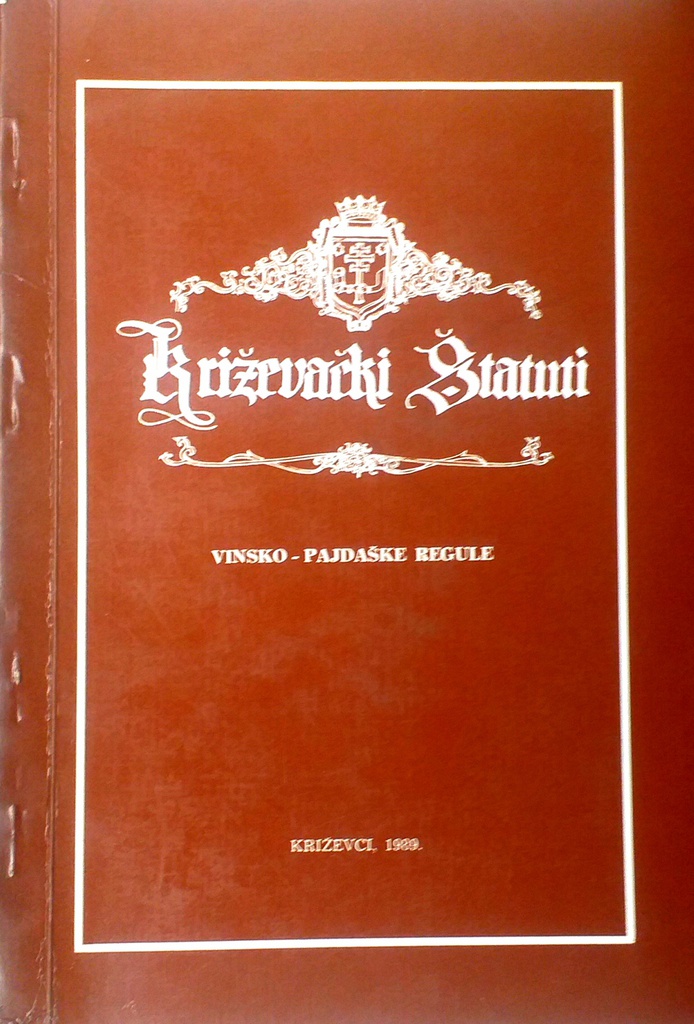 Križevački Štatuti
VINSKO - PAJDAŠKE REGULE
KRIŽEVCI, 1989.